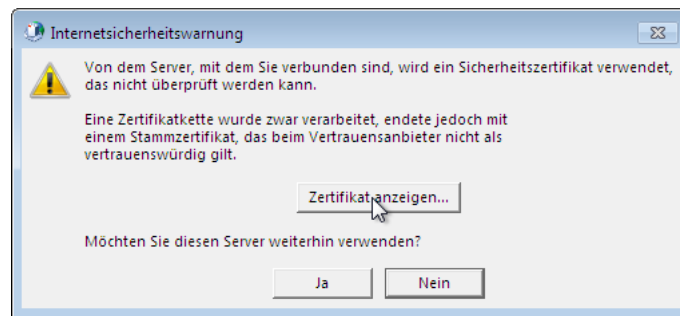 Internetsicherheitswarnung
Von dem Server, mit dem Sie verbunden sind, wird ein Sicherheitszertifikat verwendet,
das nicht überprüft werden kann.
Eine Zertifikatkette wurde zwar verarbeitet, endete jedoch mit
einem Stammzertifikat, das beim Vertrauensanbieter nicht als
vertrauenswürdig gilt.
Zertifikat anzeigen...
Möchten Sie diesen Server weiterhin verwenden?
Ja Nein